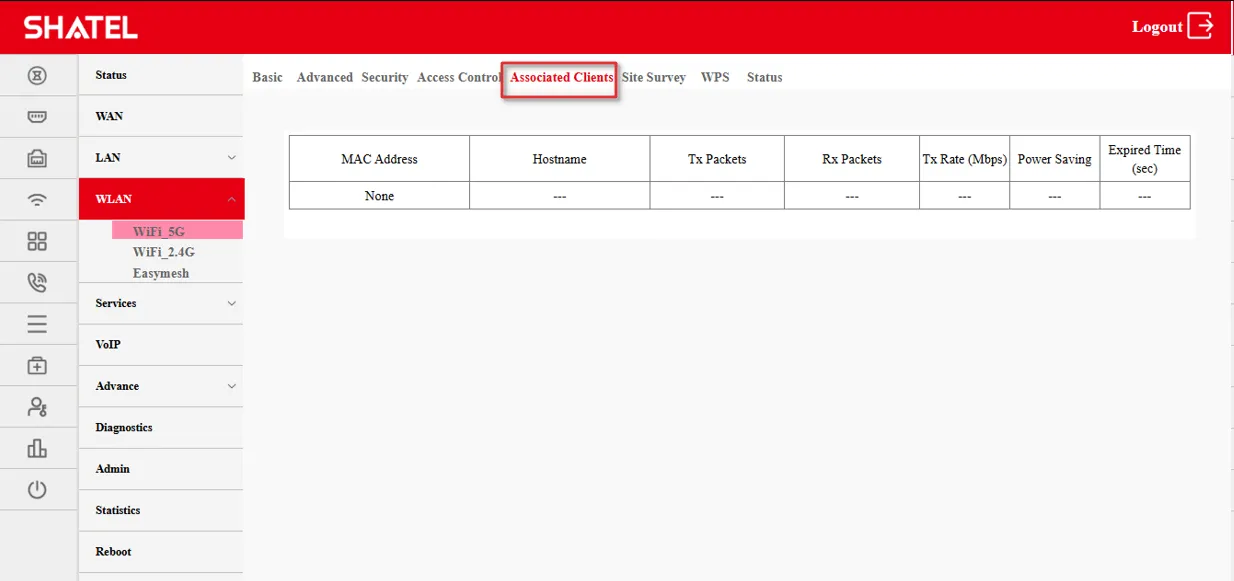 SHATEL
Logout
Status
WAN
LAN
WLAN
WiFi_5G
WiFi_2.4G
Easymesh
Services
VoIP
Advance
Diagnostics
Admin
Statistics
Reboot
Basic Advanced Security Access Control Associated Clients Site Survey WPS Status
MAC Address Hostname Tx Packets Rx Packets Tx Rate (Mbps) Power Saving Expired Time (sec)
None --- --- --- --- --- ---